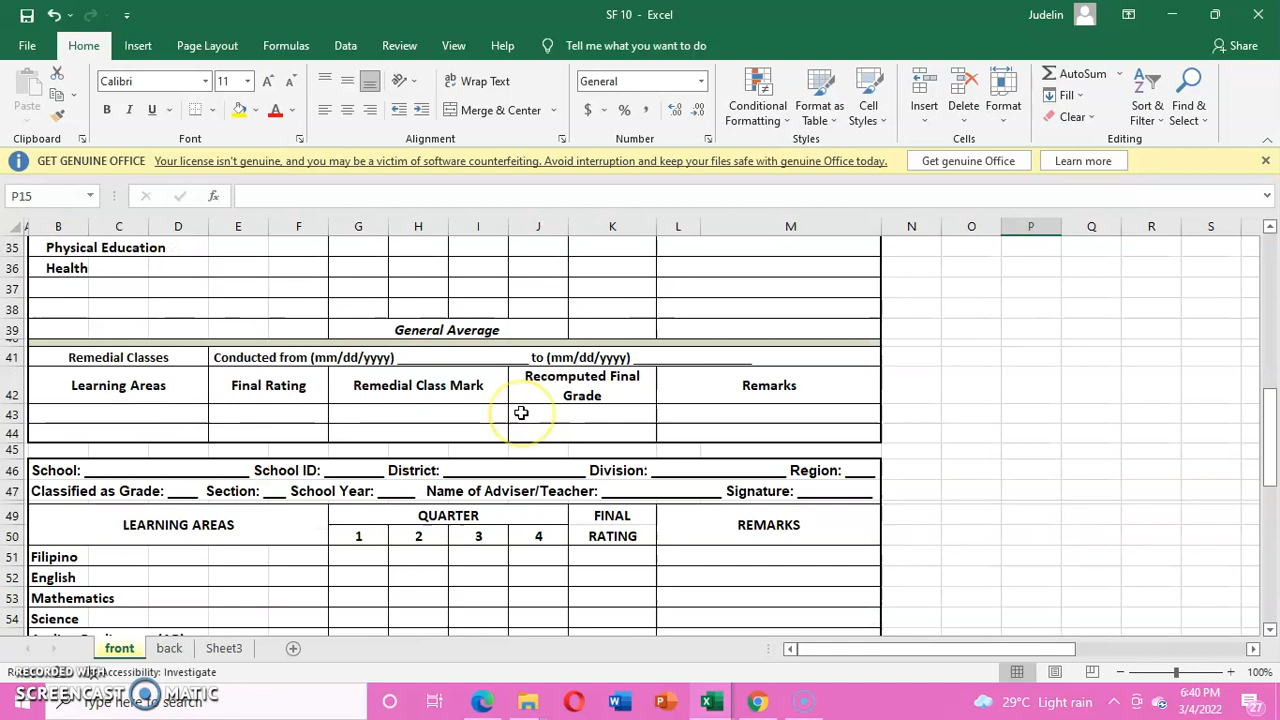 SF 10 - Excel
Judelin
File Home Insert Page Layout Formulas Data Review View Help Tell me what you want to do Share
Paste
Calibri 11
B I U
Wrap Text
Merge & Center
General
$ % ,
Conditional Formatting
Format as Table
Cell Styles
Insert Delete Format
AutoSum
Fill
Clear
Sort & Filter
Find & Select
Clipboard Font Alignment Number Styles Cells Editing
GET GENUINE OFFICE Your license isn't genuine, and you may be a victim of software counterfeiting. Avoid interruption and keep your files safe with genuine Office today. Get genuine Office Learn more
P15 fx
A B C D E F G H I J K L M N O P Q R S
35 Physical Education
36 Health
37
38
39 General Average
41 Remedial Classes Conducted from (mm/dd/yyyy) ____________________ to (mm/dd/yyyy) __________________
42 Learning Areas Final Rating Remedial Class Mark Recomputed Final Grade Remarks
43
44
45
46 School: _______________________ School ID: ________ District: ____________________ Division: ___________________ Region: ____
47 Classified as Grade: ____ Section: ___ School Year: _____ Name of Adviser/Teacher: ________________ Signature: __________
49 LEARNING AREAS QUARTER FINAL REMARKS
50 1 2 3 4 RATING
51 Filipino
52 English
53 Mathematics
54 Science
front back Sheet3
RECORDED WITH
SCREENCAST MATIC
Accessibility: Investigate
100%
Type here to search
29°C Light rain
6:40 PM
3/4/2022
27